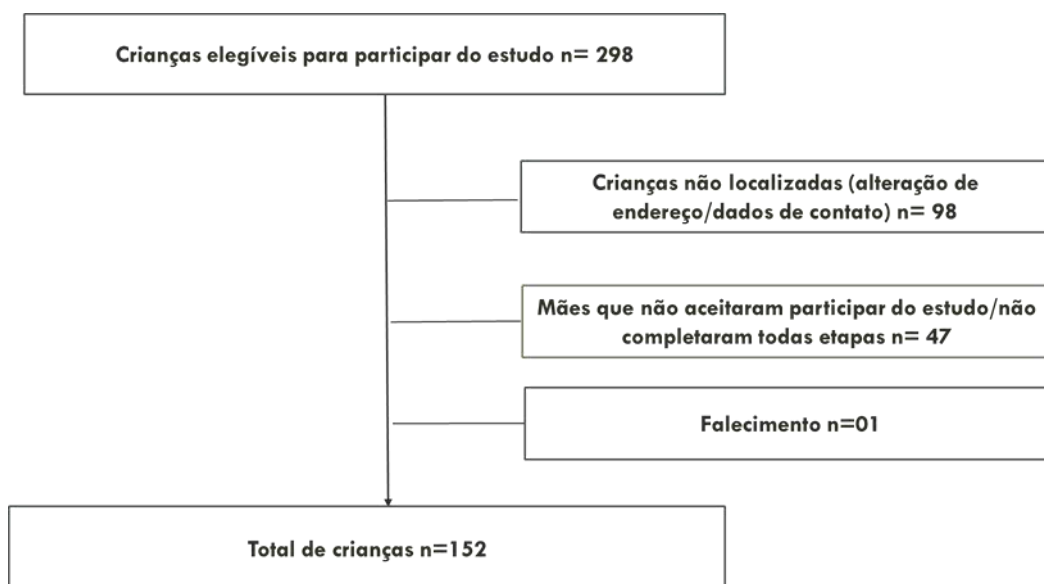 Crianças elegíveis para participar do estudo n= 298
Crianças não localizadas (alteração de
endereço/dados de contato) n= 98
Mães que não aceitaram participar do estudo/não
completaram todas etapas n= 47
Falecimento n=01
Total de crianças n=152